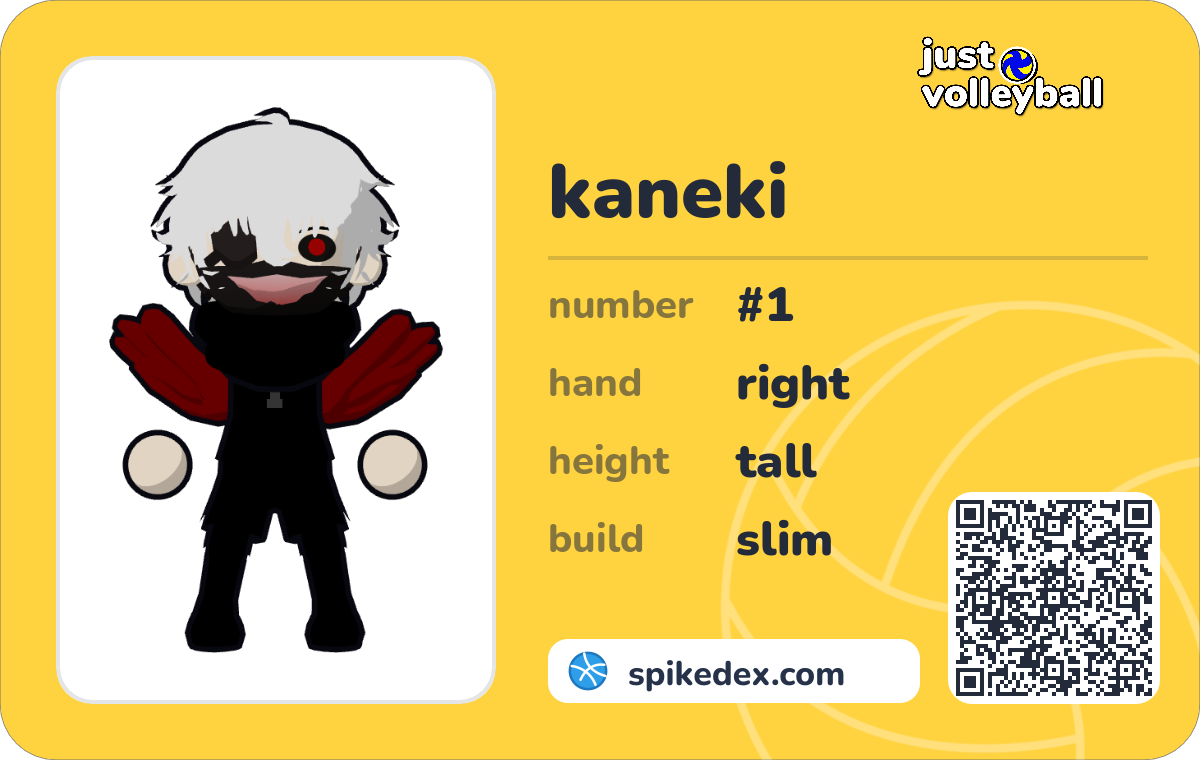 just
volleyball
kaneki
number #1
hand right
height tall
build slim
spikedex.com